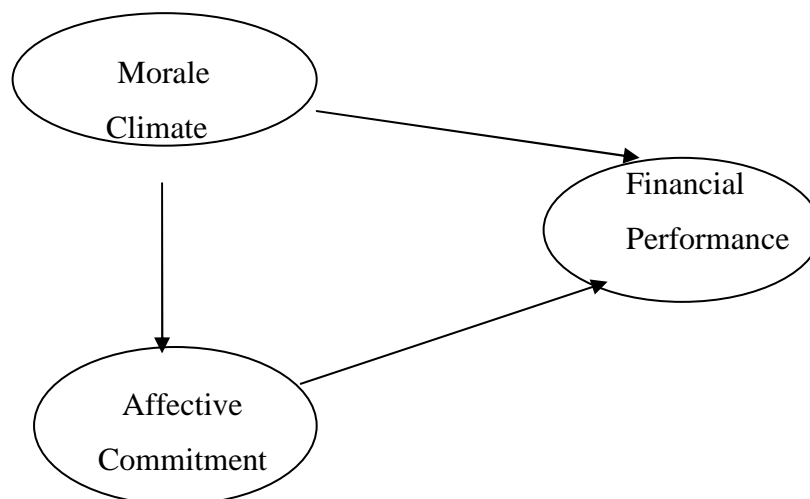 Morale
Climate
Financial
Performance
Affective
Commitment